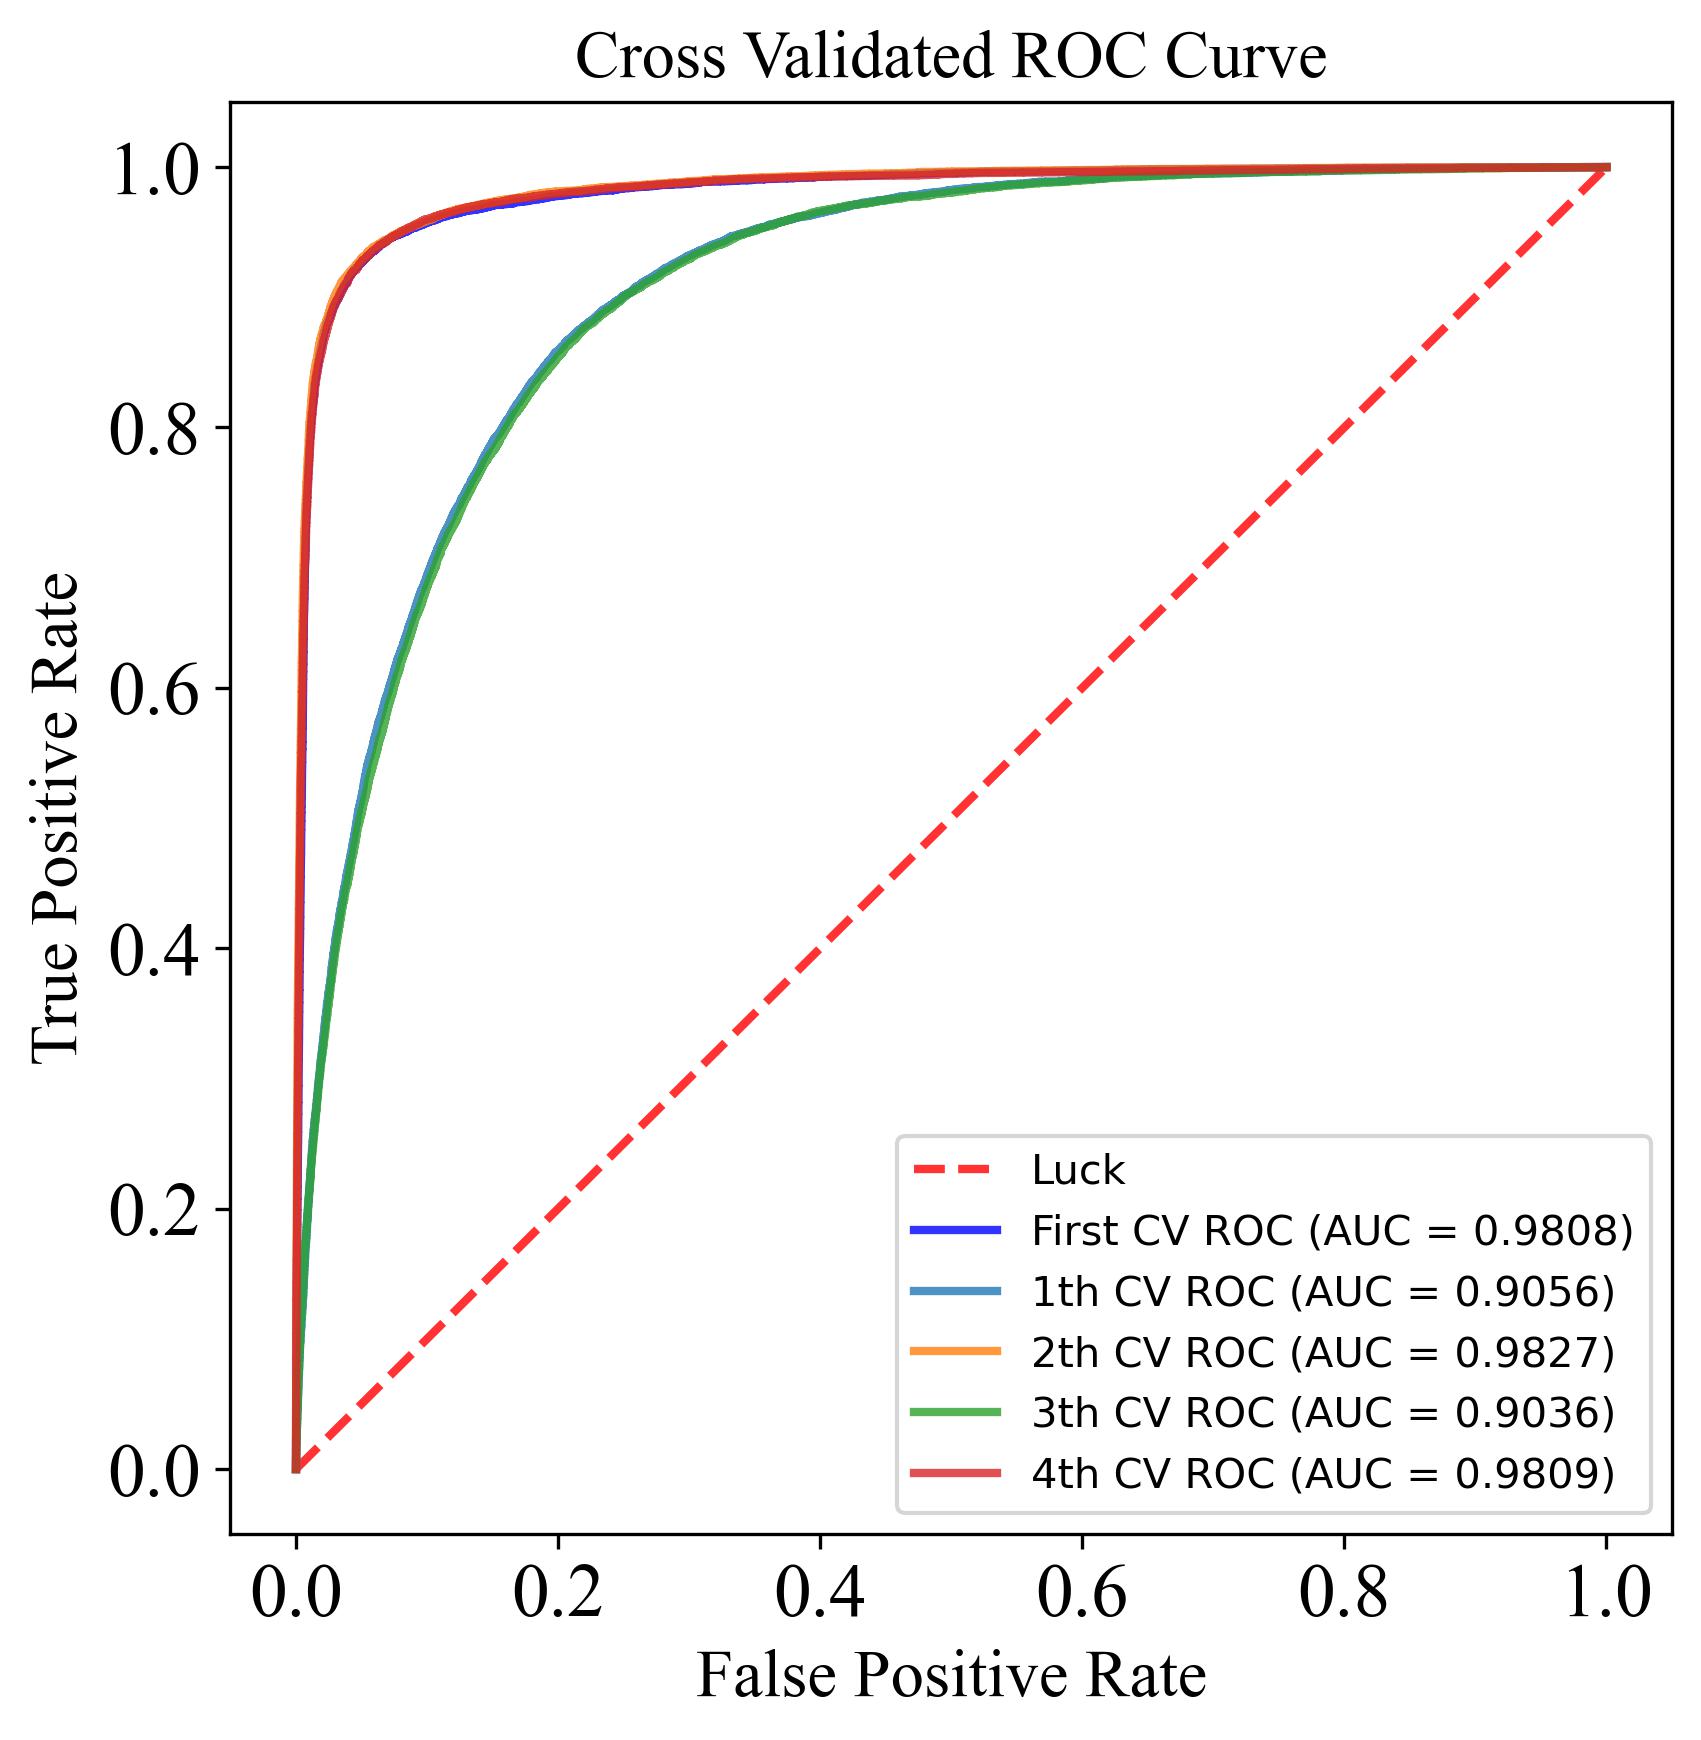 Cross Validated ROC Curve
True Positive Rate
1.0
0.8
0.6
0.4
0.2
0.0
Luck
First CV ROC (AUC = 0.9808)
1th CV ROC (AUC = 0.9056)
2th CV ROC (AUC = 0.9827)
3th CV ROC (AUC = 0.9036)
4th CV ROC (AUC = 0.9809)
0.0 0.2 0.4 0.6 0.8 1.0
False Positive Rate